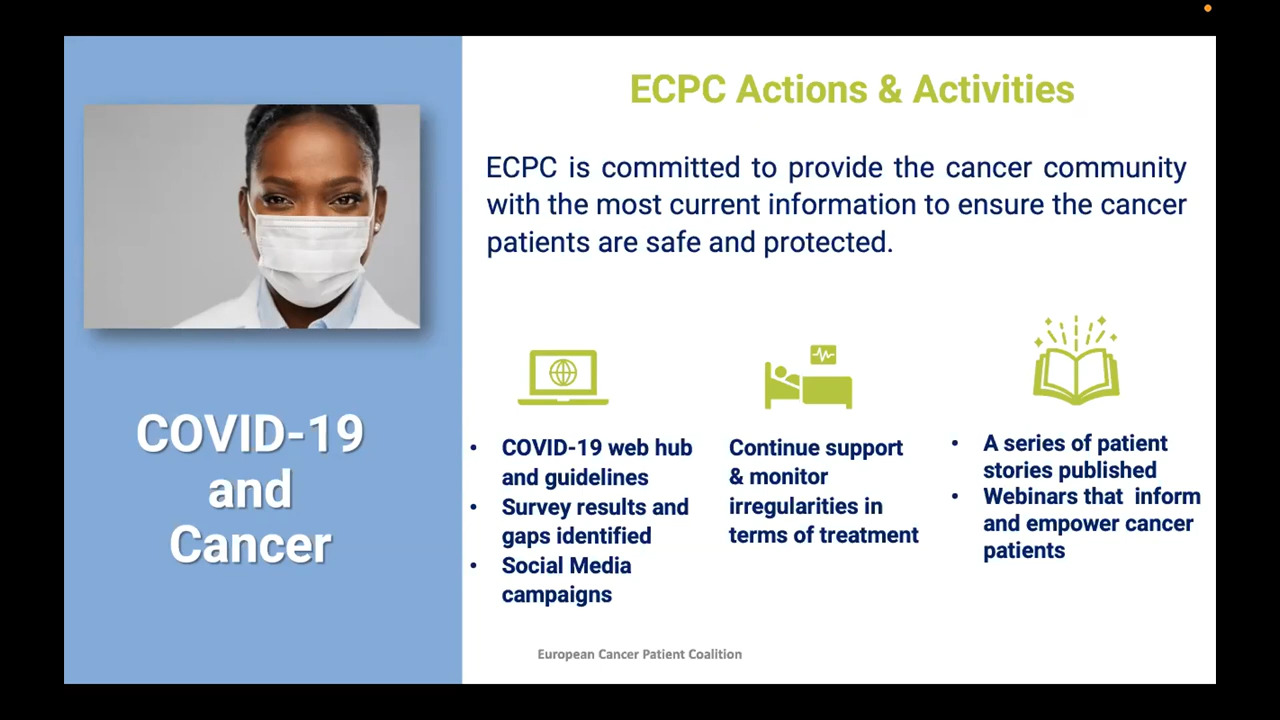 COVID-19
and
Cancer
ECPC Actions & Activities
ECPC is committed to provide the cancer community
with the most current information to ensure the cancer
patients are safe and protected.
• COVID-19 web hub
and guidelines
• Survey results and
gaps identified
• Social Media
campaigns
Continue support
& monitor
irregularities in
terms of treatment
• A series of patient
stories published
• Webinars that inform
and empower cancer
patients
European Cancer Patient Coalition